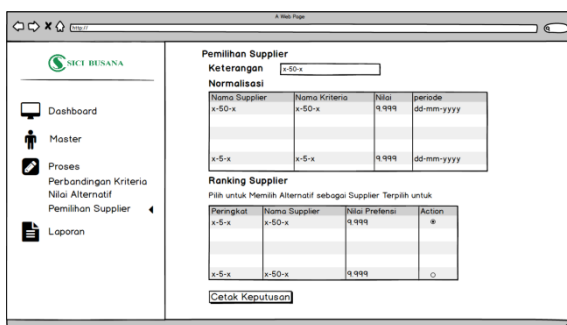 A Web Page
http://
SICI BUSANA
Dashboard
Master
Proses
Perbandingan Kriteria
Nilai Alternatif
Pemilihan Supplier
Laporan
Pemilihan Supplier
Keterangan x-50-x
Normalisasi
Nama Supplier Nama Kriteria Nilai periode
x-50-x x-50-x 9.999 dd-mm-yyyy
x-5-x x-5-x 9.999 dd-mm-yyyy
Ranking Supplier
Pilih untuk Memilih Alternatif sebagai Supplier Terpilih untuk
Peringkat Nama Supplier Nilai Prefensi Action
x-5-x x-50-x 9.999
x-5-x x-50-x 9.999
Cetak Keputusan